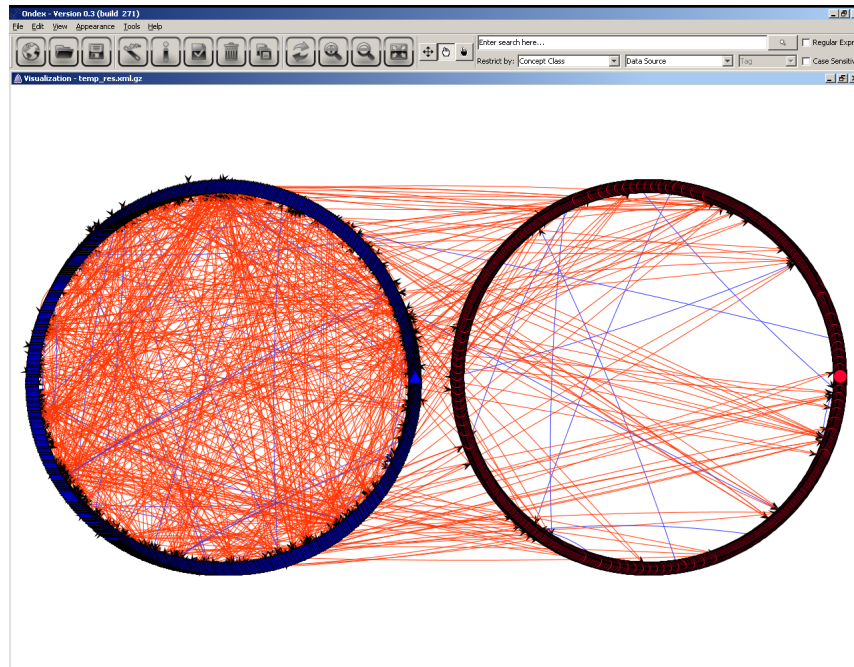 Ondex - Version 0.3 (build 271)
File Edit View Appearance Tools Help
Enter search here...
Regular Expr
Restrict by: Concept Class Data Source Tag Case Sensitiv
Visualization - temp_res.xml.gz